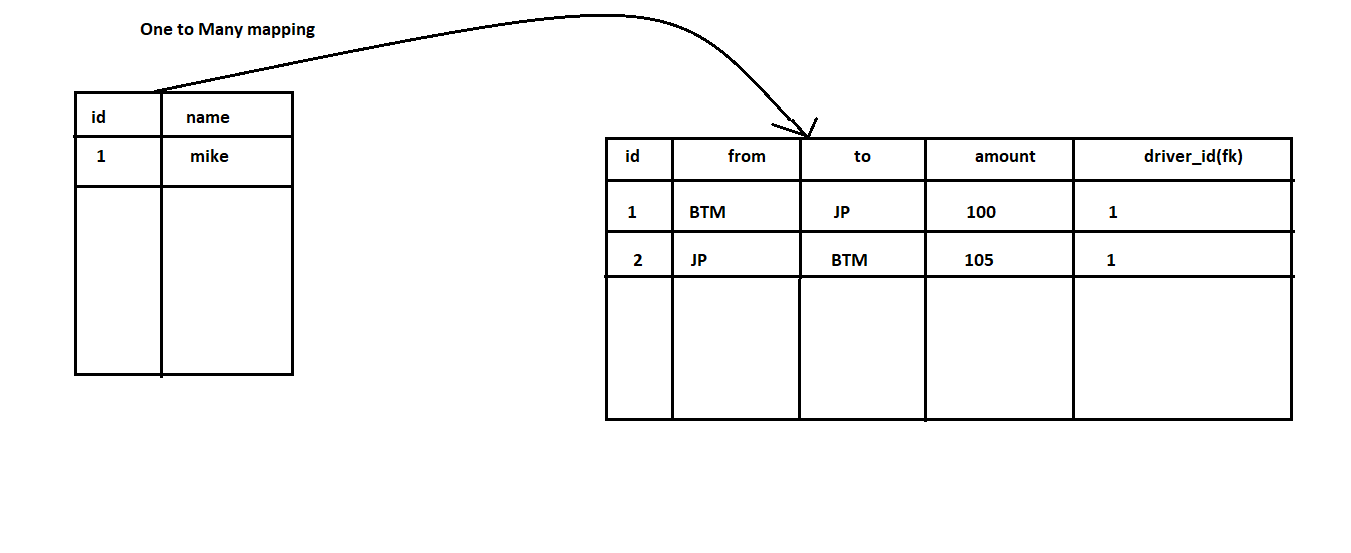 One to Many mapping
id name
1 mike
id from to amount driver_id(fk)
1 BTM JP 100 1
2 JP BTM 105 1